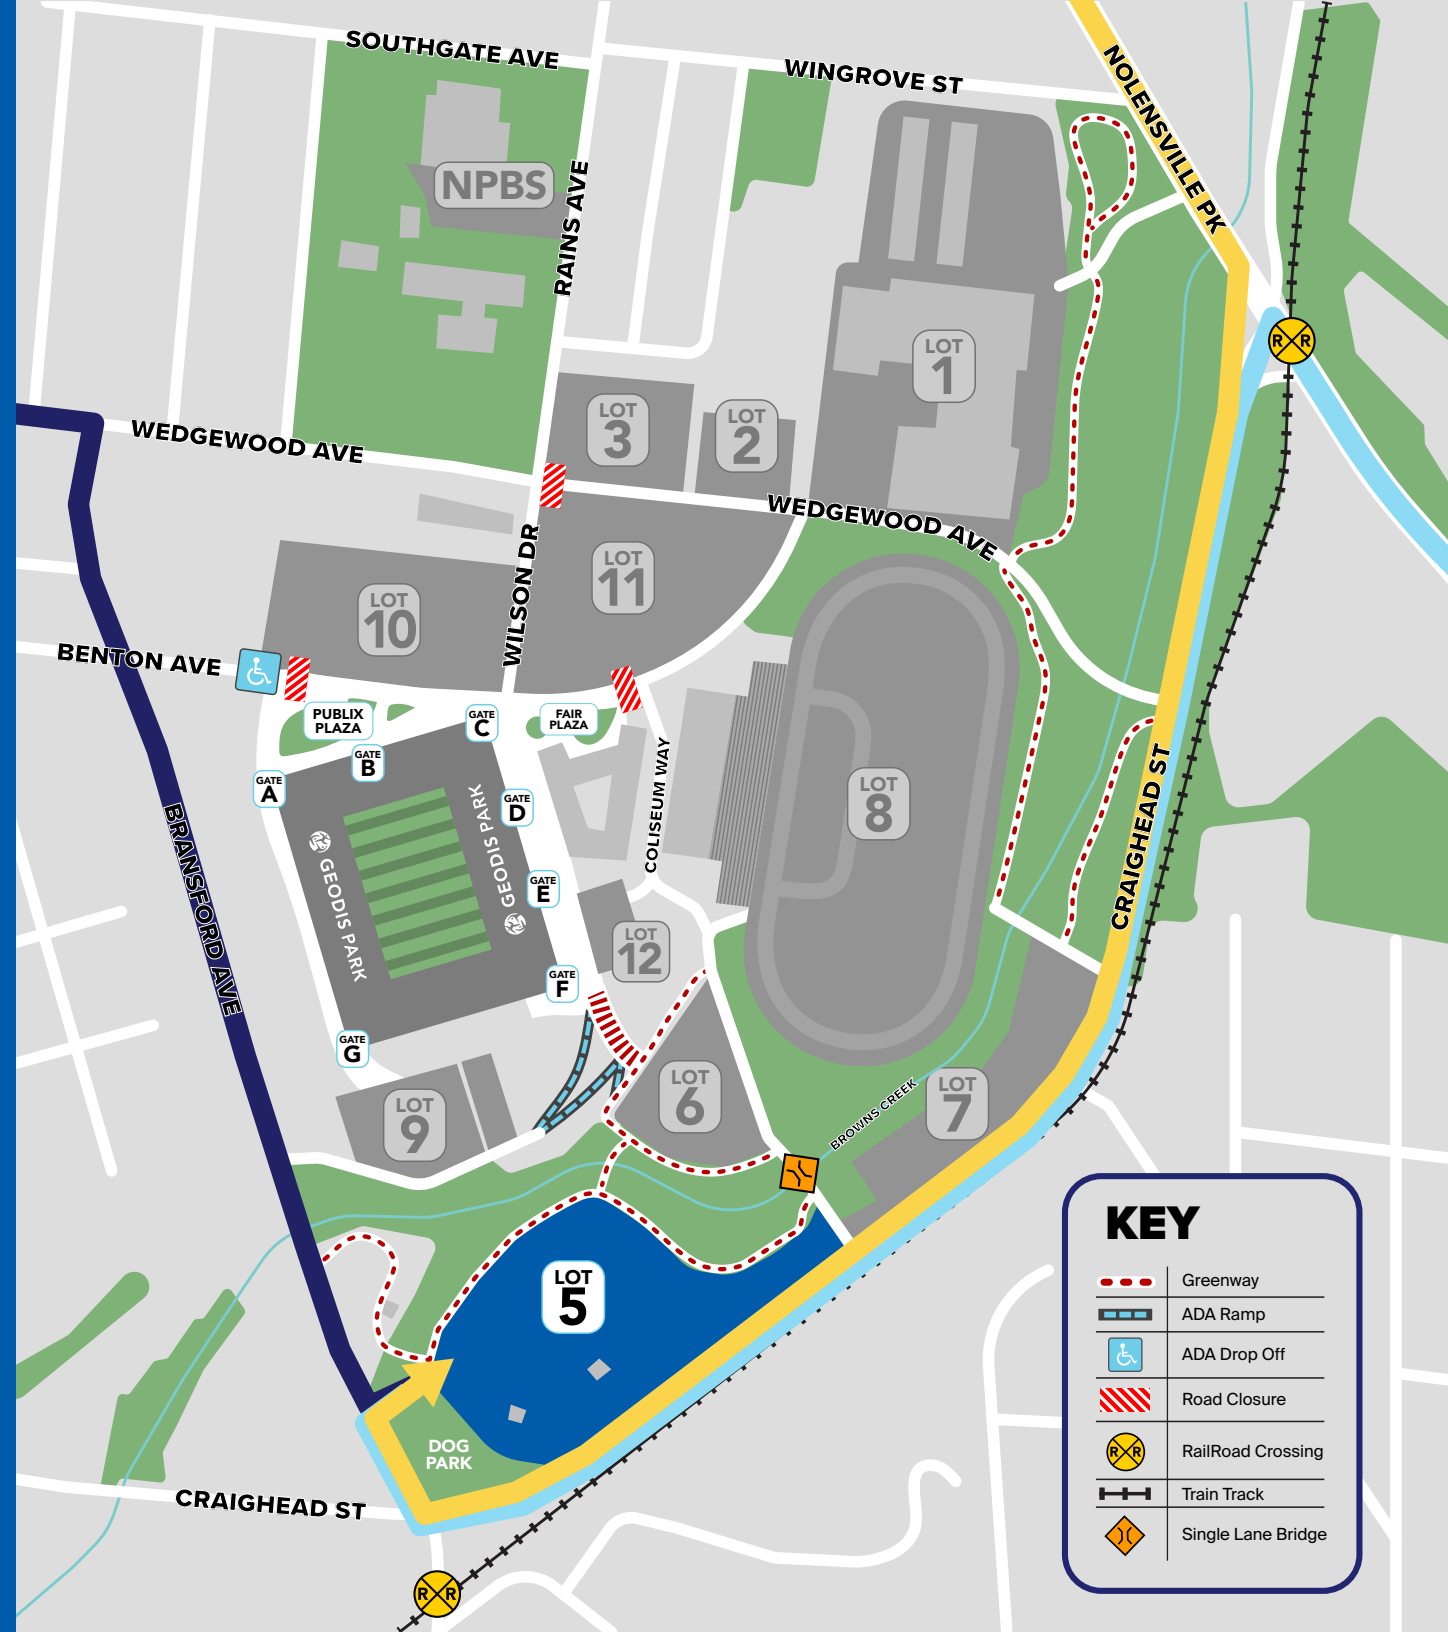 SOUTHGATE AVE
WINGROVE ST
NOLENSVILLE PK
NPBS
RAINS AVE
LOT
1
LOT
3
LOT
2
WEDGEWOOD AVE
WEDGEWOOD AVE
WILSON DR
LOT
11
LOT
10
BENTON AVE
PUBLIX
PLAZA
GATE
C
FAIR
PLAZA
GATE
B
GATE
A
GATE
D
COLISEUM WAY
LOT
8
CRAIGHEAD ST
GEODIS PARK
GEODIS PARK
BRANSFORD AVE
GATE
E
LOT
12
GATE
F
GATE
G
LOT
9
LOT
6
LOT
7
BROWNS CREEK
LOT
5
DOG
PARK
CRAIGHEAD ST
R R
R R
KEY
Greenway
ADA Ramp
ADA Drop Off
Road Closure
R R
RailRoad Crossing
Train Track
Single Lane Bridge